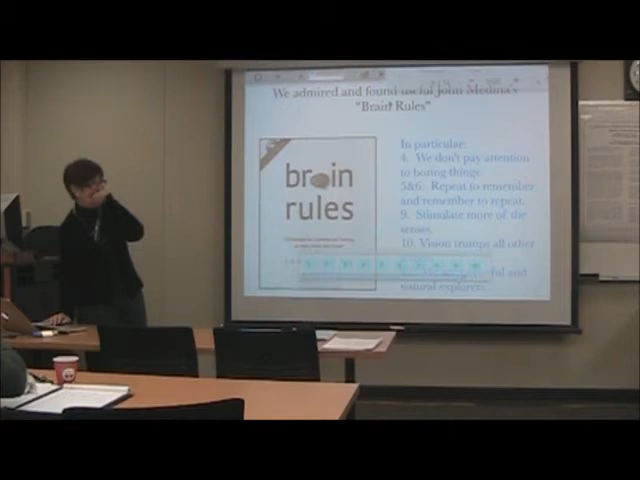 We admired and found useful John Medina's
"Brain Rules"
In particular:
4. We don't pay attention
to boring things.
5&6. Repeat to remember
and remember to repeat.
9. Stimulate more of the
senses.
10. Vision trumps all other
and
natural explorers.
brain
rules